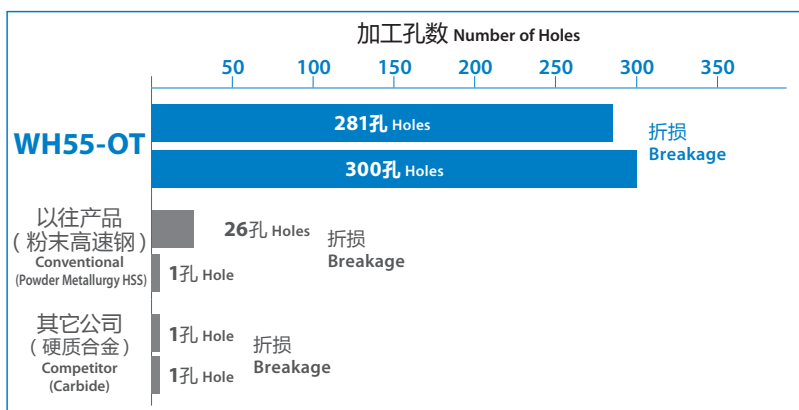 加工孔数 Number of Holes
50 100 150 200 250 300 350
WH55-OT
281孔 Holes
300孔 Holes
折损
Breakage
以往产品
（粉末高速钢）
Conventional
(Powder Metallurgy HSS)
26孔 Holes
1孔 Hole
折损
Breakage
其它公司
（硬质合金）
Competitor
(Carbide)
1孔 Hole
1孔 Hole
折损
Breakage